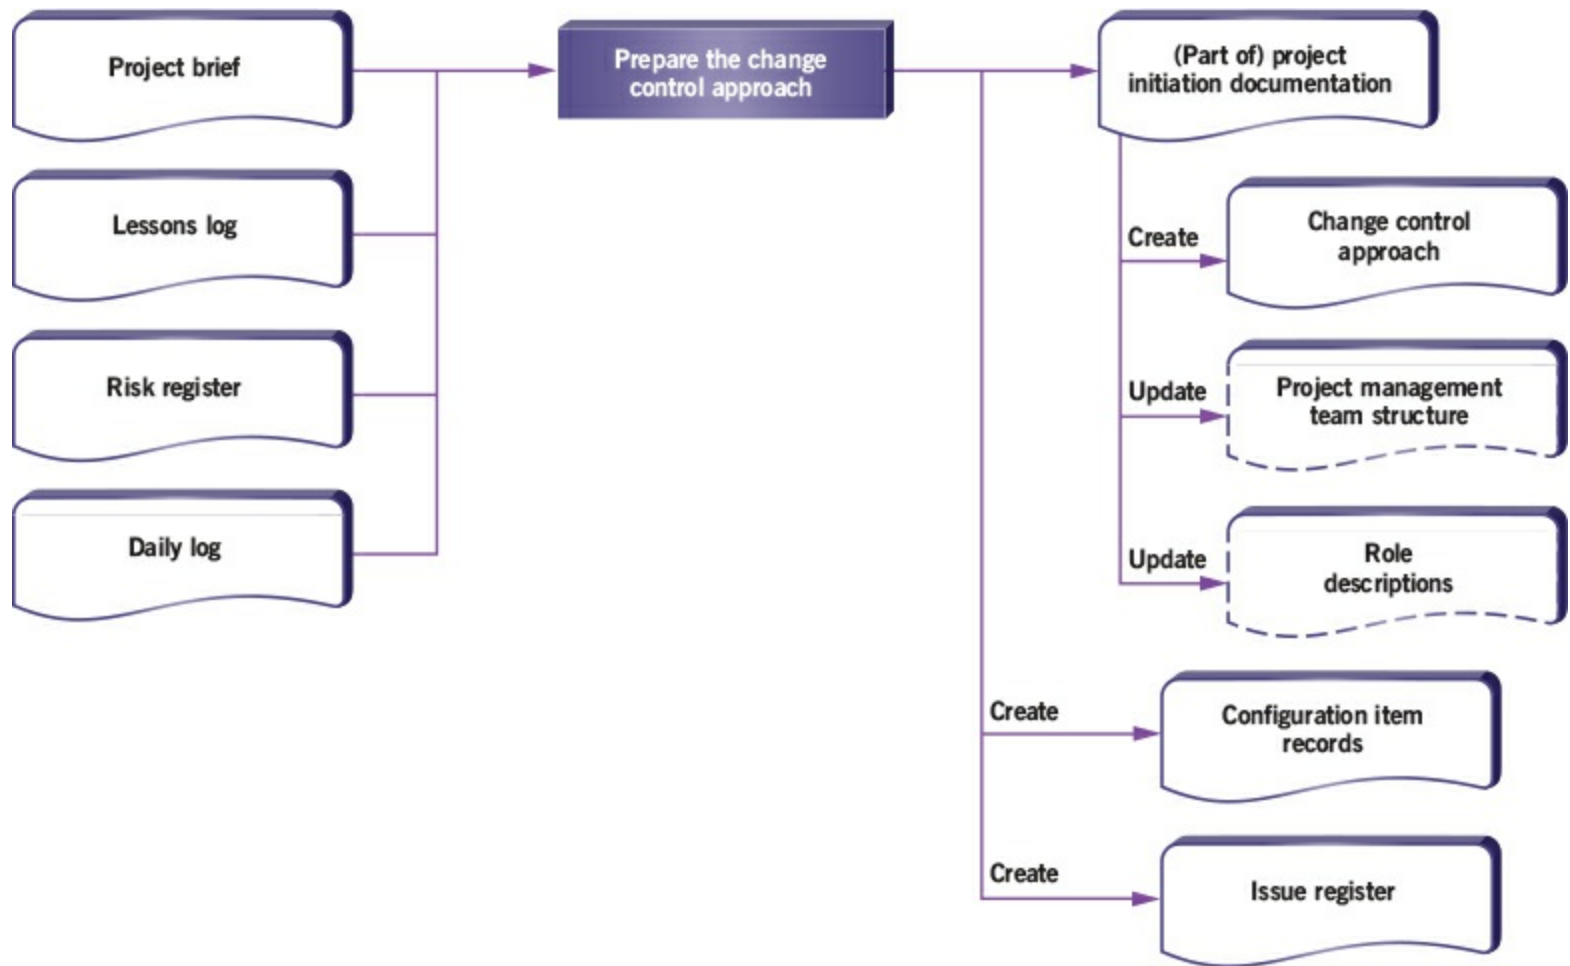 Project brief
Prepare the change
control approach
(Part of) project
initiation documentation
Lessons log
Create
Change control
approach
Risk register
Update
Project management
team structure
Daily log
Update
Role
descriptions
Create
Configuration item
records
Create
Issue register